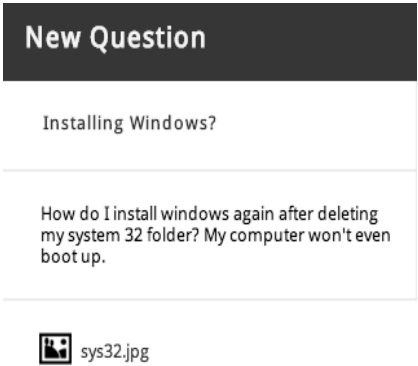 New Question
Installing Windows?
How do I install windows again after deleting
my system 32 folder? My computer won't even
boot up.
sys32.jpg